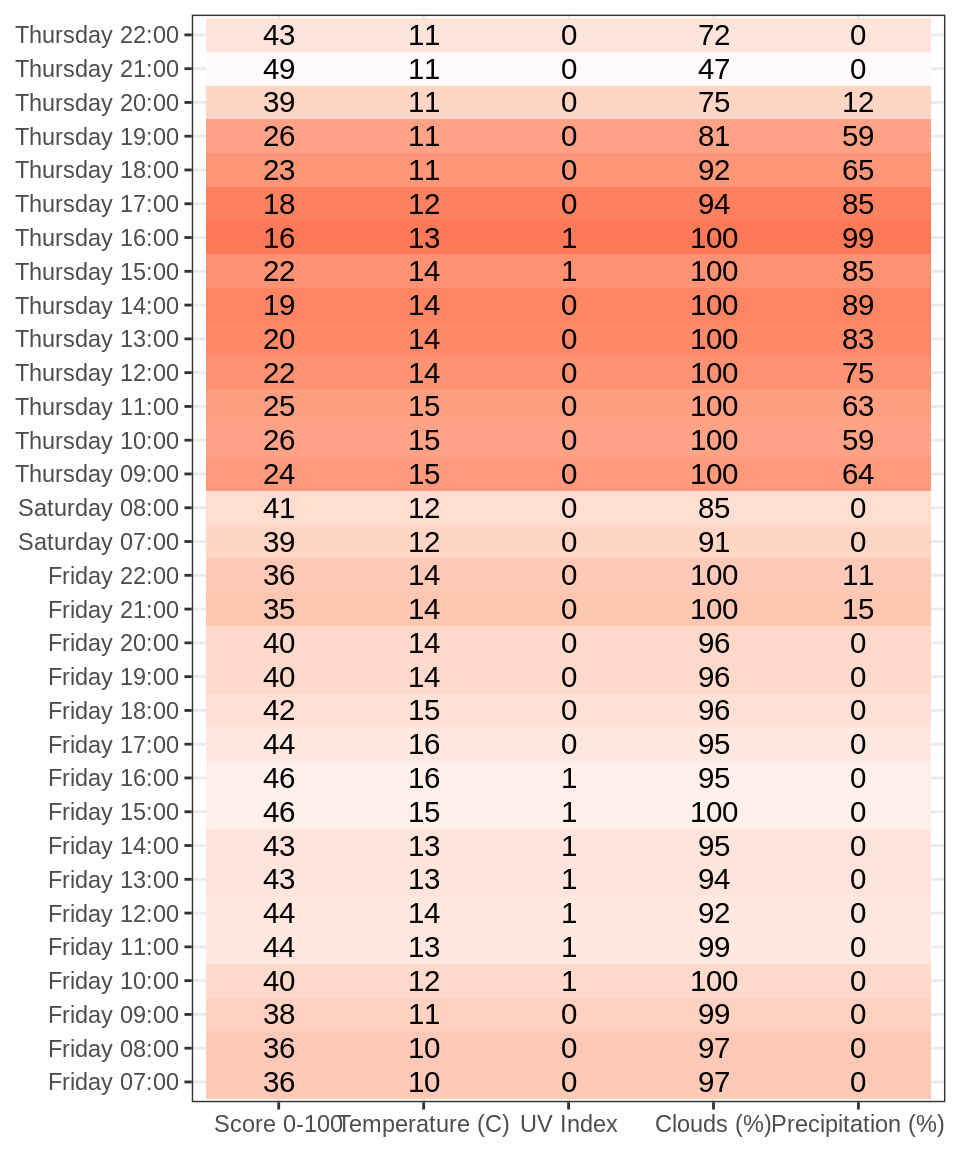 Thursday 22:00 43 11 0 72 0
Thursday 21:00 49 11 0 47 0
Thursday 20:00 39 11 0 75 12
Thursday 19:00 26 11 0 81 59
Thursday 18:00 23 11 0 92 65
Thursday 17:00 18 12 0 94 85
Thursday 16:00 16 13 1 100 99
Thursday 15:00 22 14 1 100 85
Thursday 14:00 19 14 0 100 89
Thursday 13:00 20 14 0 100 83
Thursday 12:00 22 14 0 100 75
Thursday 11:00 25 15 0 100 63
Thursday 10:00 26 15 0 100 59
Thursday 09:00 24 15 0 100 64
Saturday 08:00 41 12 0 85 0
Saturday 07:00 39 12 0 91 0
Friday 22:00 36 14 0 100 11
Friday 21:00 35 14 0 100 15
Friday 20:00 40 14 0 96 0
Friday 19:00 40 14 0 96 0
Friday 18:00 42 15 0 96 0
Friday 17:00 44 16 0 95 0
Friday 16:00 46 16 1 95 0
Friday 15:00 46 15 1 100 0
Friday 14:00 43 13 1 95 0
Friday 13:00 43 13 1 94 0
Friday 12:00 44 14 1 92 0
Friday 11:00 44 13 1 99 0
Friday 10:00 40 12 1 100 0
Friday 09:00 38 11 0 99 0
Friday 08:00 36 10 0 97 0
Friday 07:00 36 10 0 97 0
Score 0-100 Temperature (C) UV Index Clouds (%) Precipitation (%)